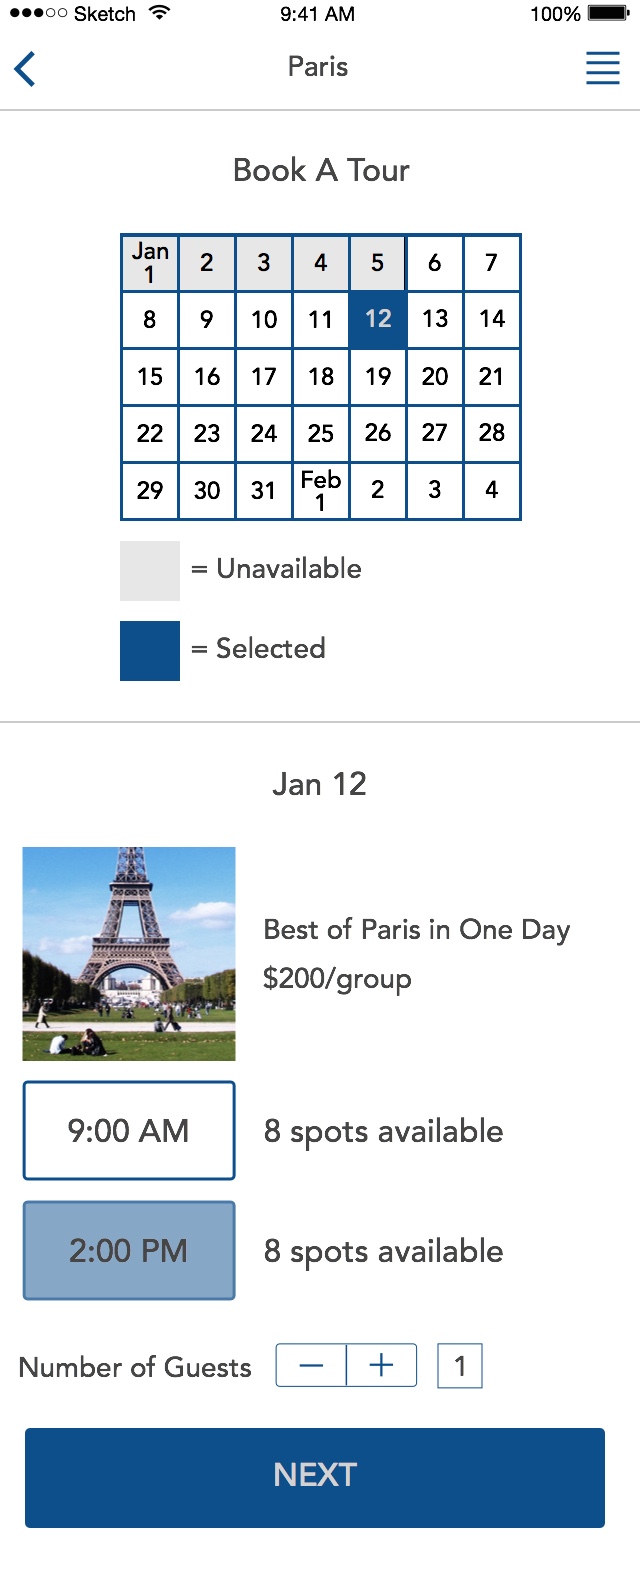 Sketch 9:41 AM 100%
Paris
Book A Tour
Jan 1 2 3 4 5 6 7
8 9 10 11 12 13 14
15 16 17 18 19 20 21
22 23 24 25 26 27 28
29 30 31 Feb 1 2 3 4
= Unavailable
= Selected
Jan 12
Best of Paris in One Day
$200/group
9:00 AM 8 spots available
2:00 PM 8 spots available
Number of Guests − + 1
NEXT